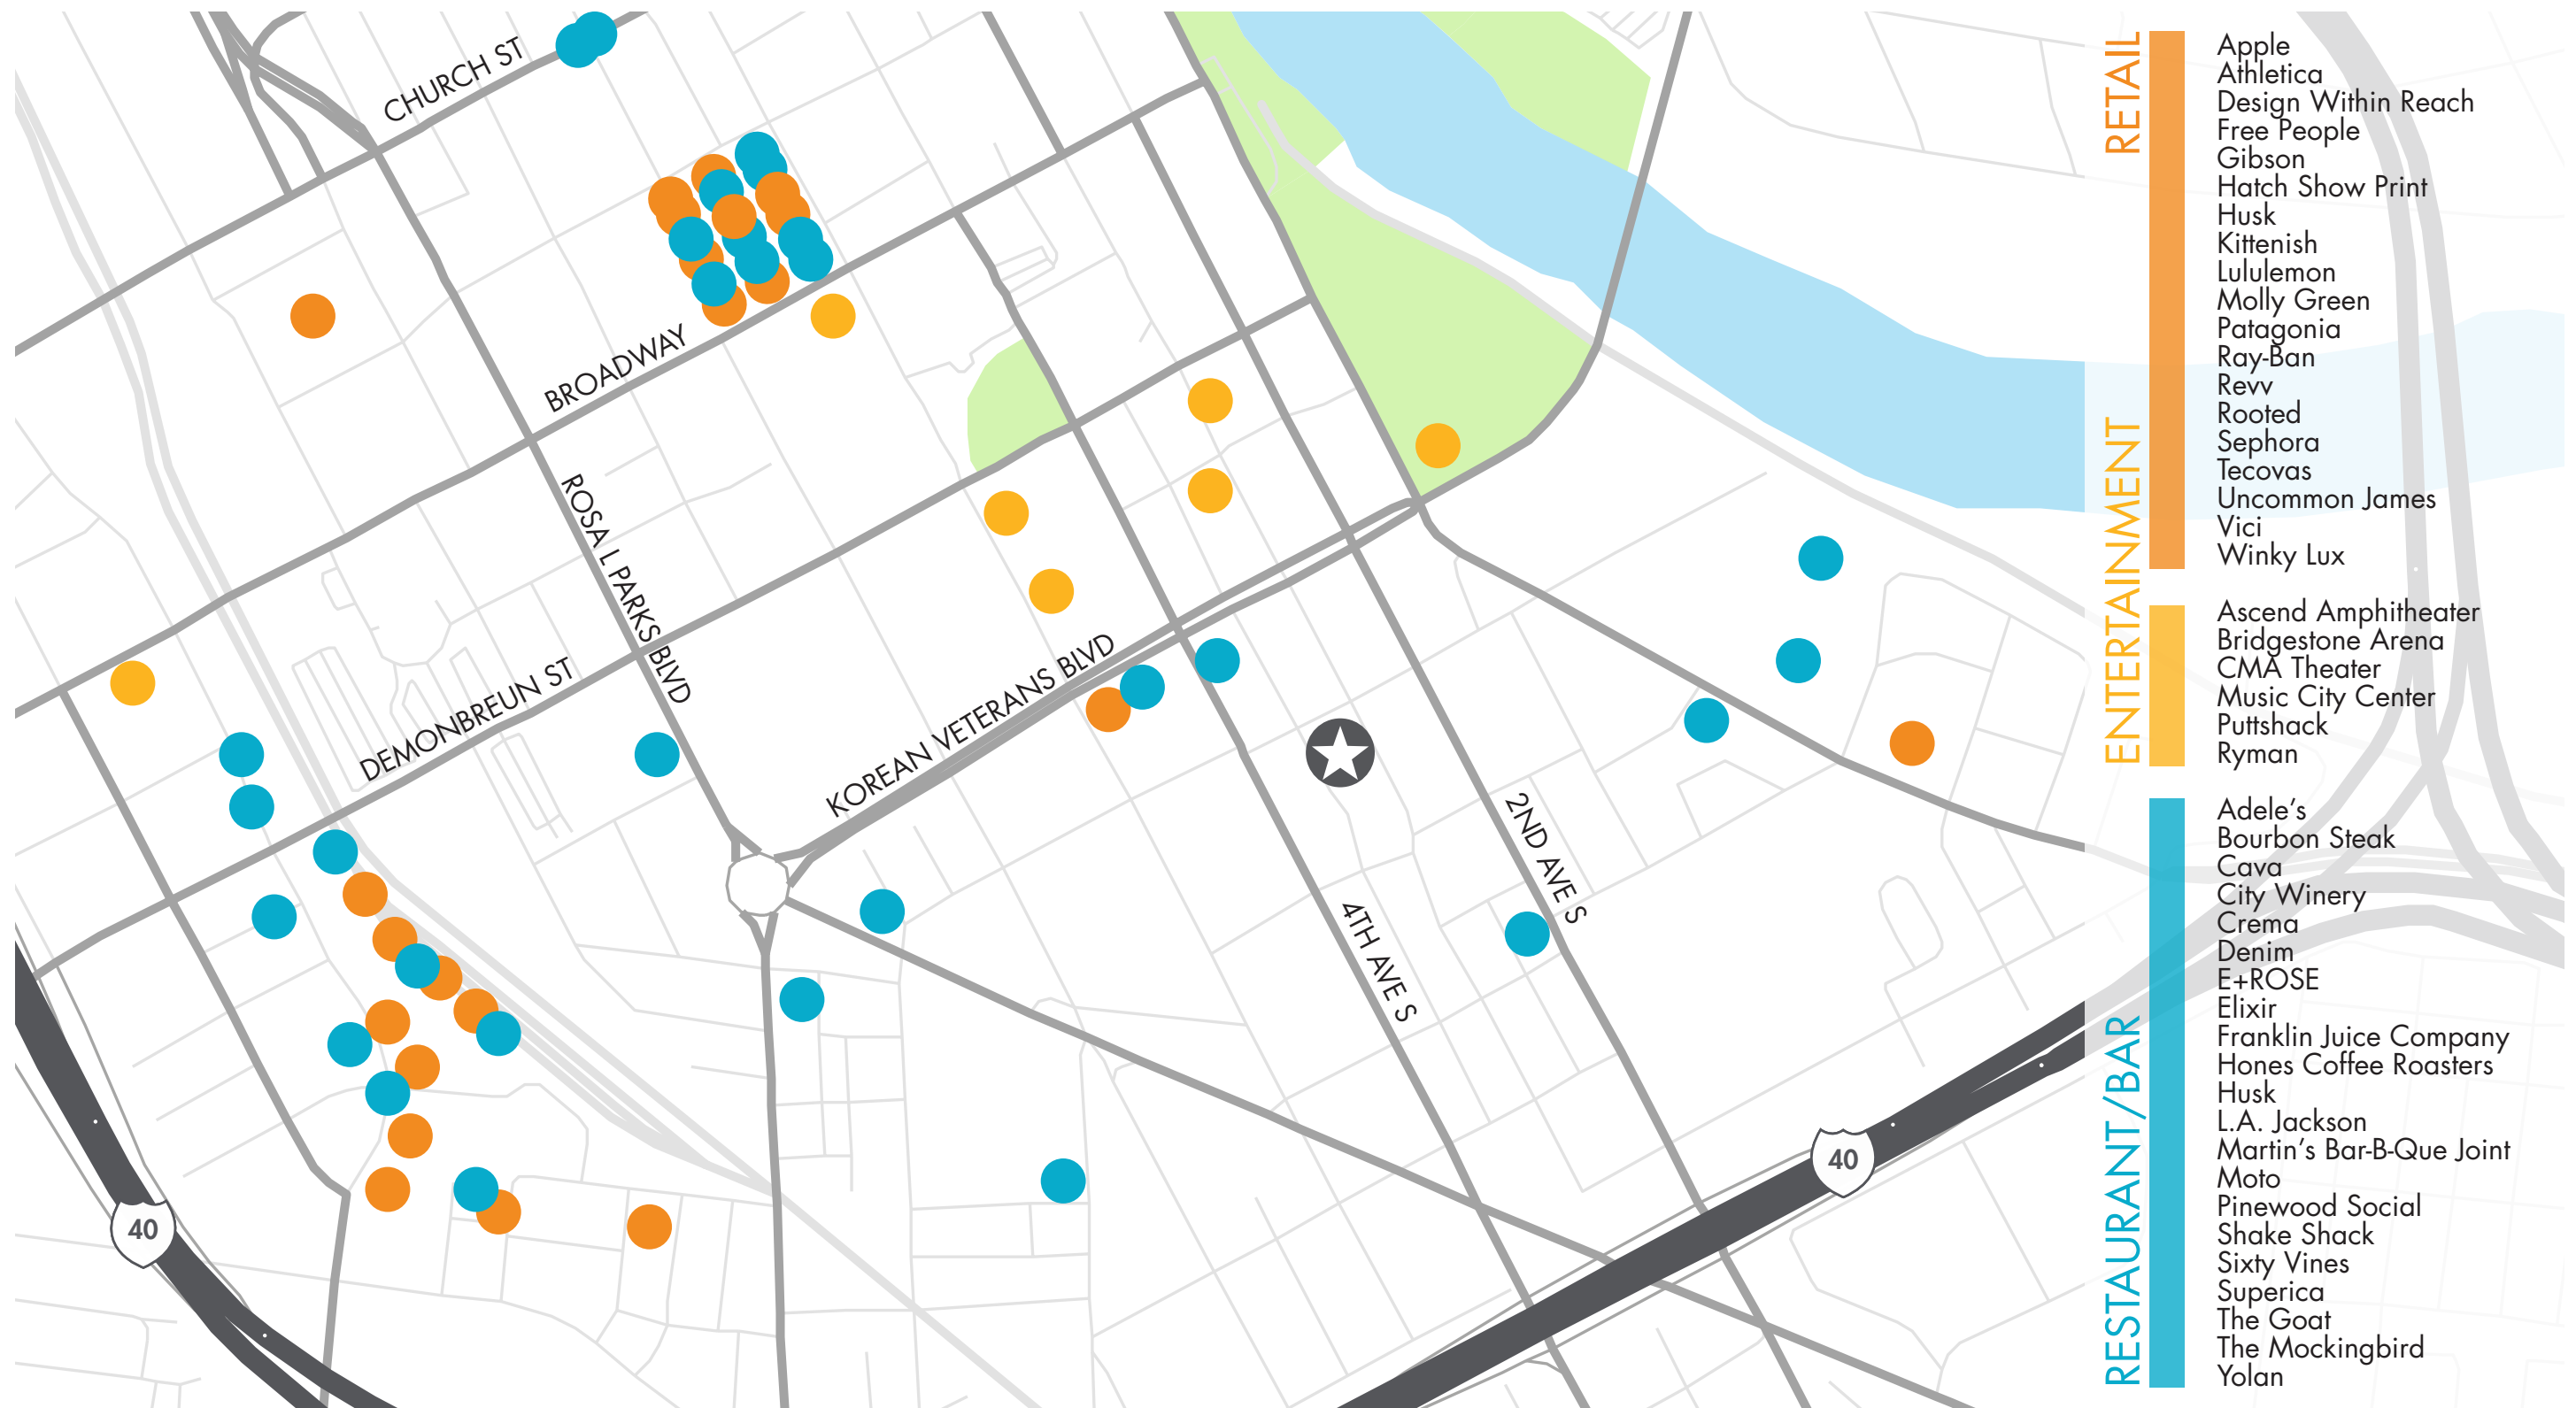 CHURCH ST
BROADWAY
ROSA L PARKS BLVD
DEMONBREUN ST
KOREAN VETERANS BLVD
2ND AVE S
4TH AVE S
40
40
RETAIL
Apple
Athletica
Design Within Reach
Free People
Gibson
Hatch Show Print
Husk
Kittenish
Lululemon
Molly Green
Patagonia
Ray-Ban
Revv
Rooted
Sephora
Tecovas
Uncommon James
Vici
Winky Lux
ENTERTAINMENT
Ascend Amphitheater
Bridgestone Arena
CMA Theater
Music City Center
Puttshack
Ryman
RESTAURANT/BAR
Adele’s
Bourbon Steak
Cava
City Winery
Crema
Denim
E+ROSE
Elixir
Franklin Juice Company
Hones Coffee Roasters
Husk
L.A. Jackson
Martin’s Bar-B-Que Joint
Moto
Pinewood Social
Shake Shack
Sixty Vines
Superica
The Goat
The Mockingbird
Yolan